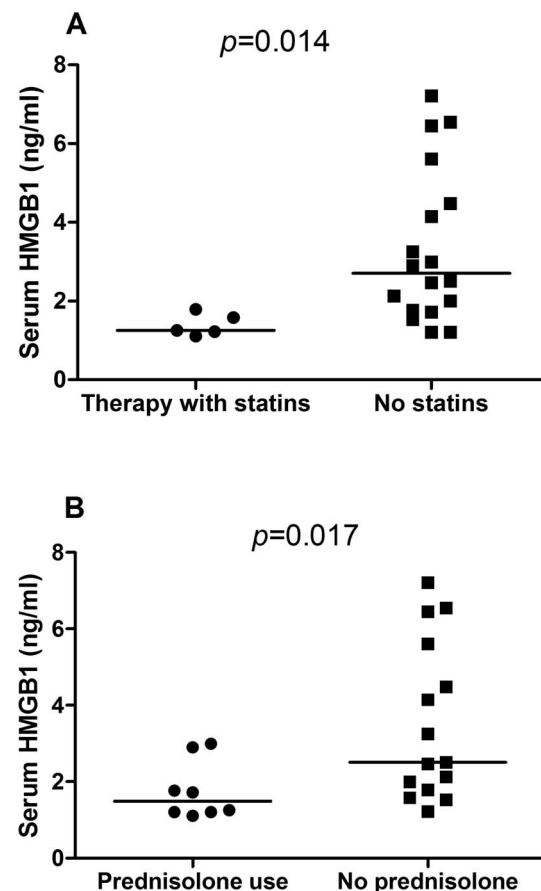 A
p=0.014
Serum HMGB1 (ng/ml)
8
6
4
2
0
Therapy with statins No statins
B
p=0.017
Serum HMGB1 (ng/ml)
8
6
4
2
0
Prednisolone use No prednisolone